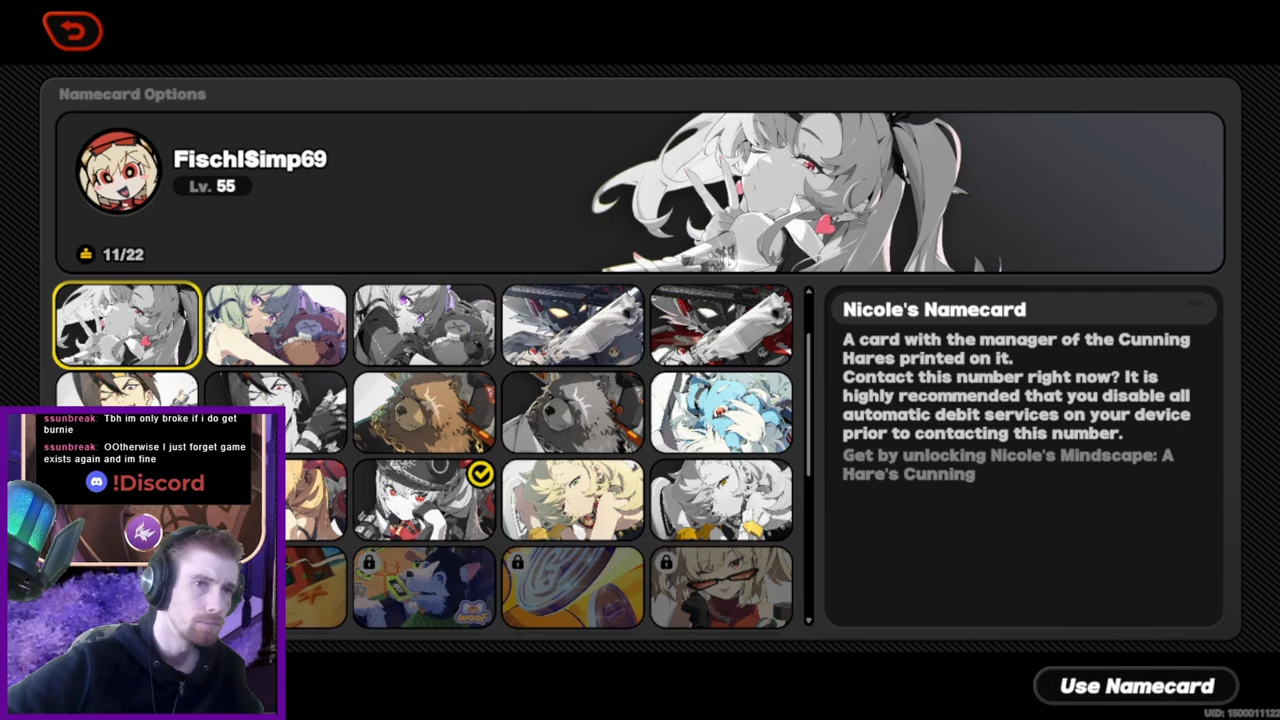 Namecard Options
FischlSimp69
Lv. 55
11/22
Nicole's Namecard
A card with the manager of the Cunning
Hares printed on it.
Contact this number right now? It is
highly recommended that you disable all
automatic debit services on your device
prior to contacting this number.
Get by unlocking Nicole's Mindscape: A
Hare's Cunning
ssunbreak: Tbh im only broke if i do get
burnie
ssunbreak: OOtherwise I just forget game
exists again and im fine
!Discord
WOOF
Use Namecard